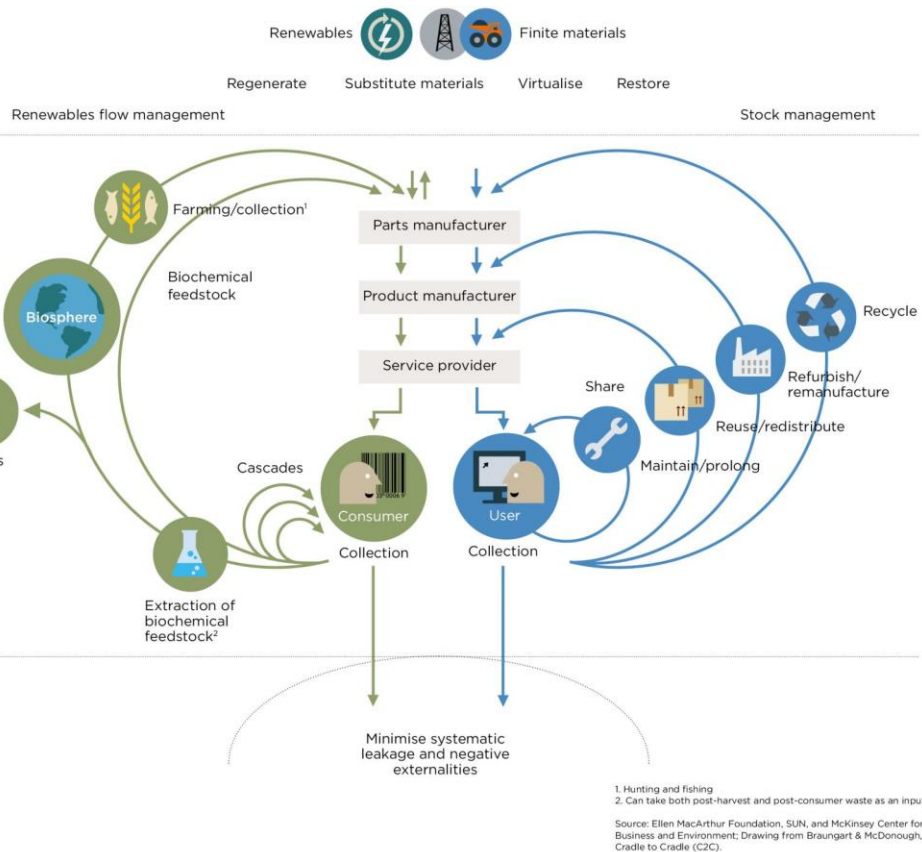 Renewables
Finite materials
Regenerate
Substitute materials
Virtualise
Restore
Renewables flow management
Stock management
Farming/collection¹
Parts manufacturer
Biochemical
feedstock
Product manufacturer
Biosphere
Recycle
Service provider
Share
Refurbish/
remanufacture
Reuse/redistribute
Maintain/prolong
Cascades
Consumer
User
Collection
Collection
Extraction of
biochemical
feedstock²
Minimise systematic
leakage and negative
externalities
1. Hunting and fishing
2. Can take both post-harvest and post-consumer waste as an
Source: Ellen MacArthur Foundation, SUN, and McKinsey Center for
Business and Environment; Drawing from Braungart & McDonough,
Cradle to Cradle (C2C).